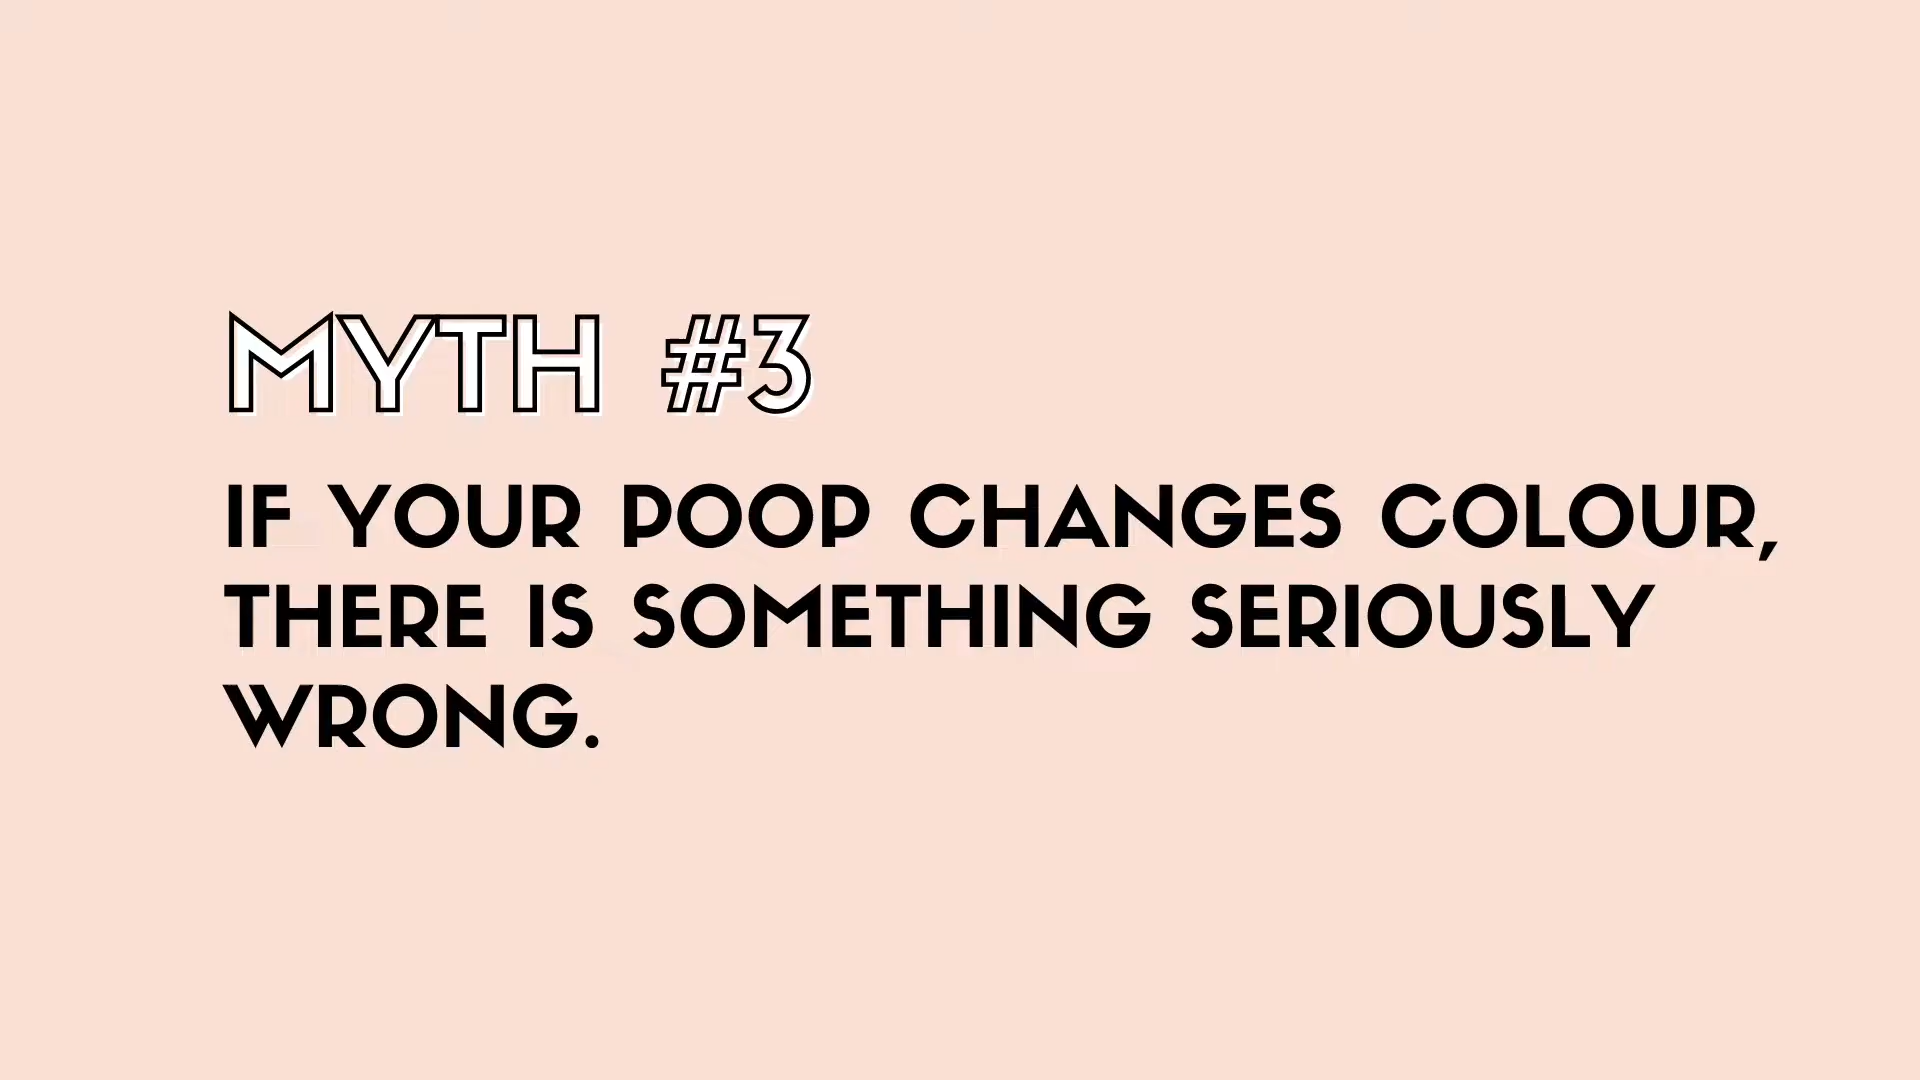 MYTH #3
IF YOUR POOP CHANGES COLOUR,
THERE IS SOMETHING SERIOUSLY
WRONG.